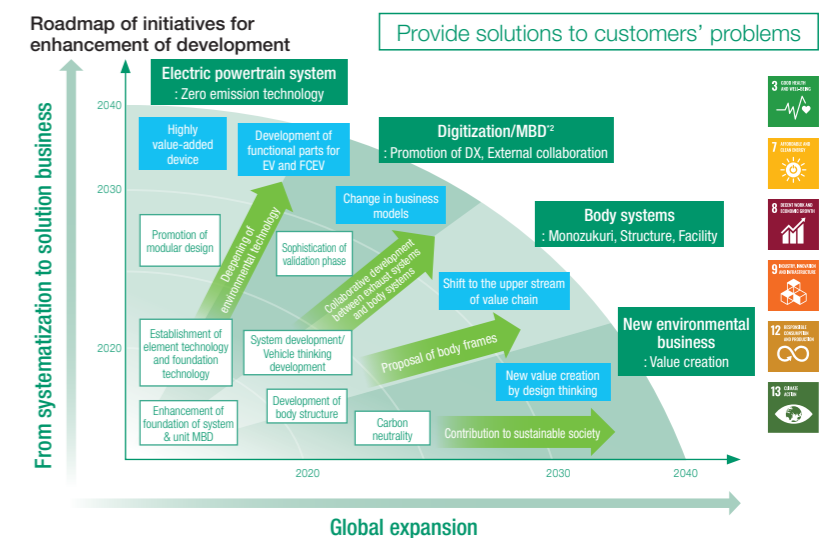 Roadmap of initiatives for
enhancement of development
Provide solutions to customers’ problems
From systematization to solution business
2040
2030
2020
Electric powertrain system
: Zero emission technology
Highly
value-added
device
Development of
functional parts for
EV and FCEV
Digitization/MBD*2
: Promotion of DX, External collaboration
Change in business
models
Body systems
: Monozukuri, Structure, Facility
Promotion of
modular design
Deepening of
environmental technology
Sophistication of
validation phase
Collaborative development
between exhaust systems
and body systems
Shift to the upper stream
of value chain
New environmental
business
: Value creation
Establishment of
element technology
and foundation
technology
System development/
Vehicle thinking
development
Proposal of body frames
New value creation
by design thinking
Enhancement of
foundation of system
& unit MBD
Development of
body structure
Carbon
neutrality
Contribution to sustainable society
2020
2030
2040
Global expansion
3 GOOD HEALTH
AND WELL-BEING
7 AFFORDABLE AND
CLEAN ENERGY
8 DECENT WORK AND
ECONOMIC GROWTH
9 INDUSTRY, INNOVATION
AND INFRASTRUCTURE
12 RESPONSIBLE
CONSUMPTION
AND PRODUCTION
13 CLIMATE
ACTION